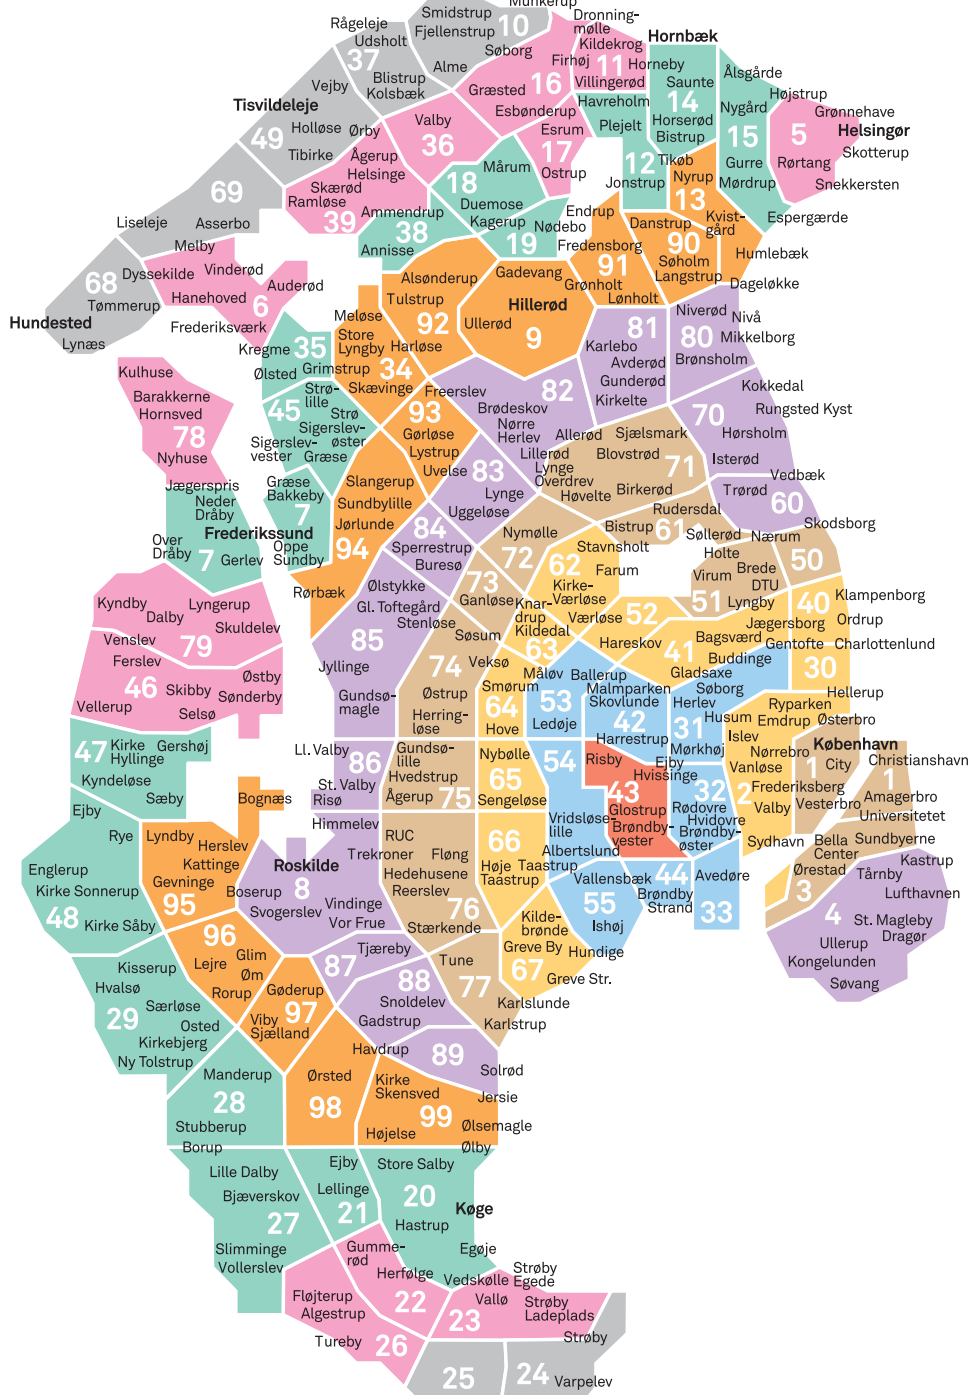 Munkerup
Smidstrup
10
Dronning-
mølle
Rågeleje
Fjellenstrup
Udsholt
Søborg
Kildekrog
Hornbæk
37
Firhøj
11
Horneby
Alme
16
Villingerød
Saunte
Ålsgårde
Blistrup
Kolsbæk
Vejby
Græsted
Havreholm
14
Højstrup
Tisvildeleje
Esbønderup
Nygård
Grønnehave
49
Holløse
Ørby
Valby
Esrum
Plejelt
Horserød
Bistrup
15
5
Helsingør
36
17
Skotterup
Tibirke
Ågerup
Helsinge
Mårum
12
Tikøb
Gurre
Rørtang
18
Ostrup
Jonstrup
Nyrup
Mørdrup
Snekkersten
69
Skærød
Ramløse
13
39
Ammendrup
Duemose
Kagerup
Endrup
Danstrup
Kvist-
gård
Espergærde
Liseleje
Asserbo
38
Nødebo
90
19
Fredensborg
Melby
Annisse
91
Søholm
Langstrup
Humlebæk
68
Dyssekilde
Vinderød
Alsønderup
Gadevang
Grønholt
Auderød
Lønholt
Dageløkke
Tømmerup
Hanehoved
6
Tulstrup
Hillerød
Hundested
Frederiksværk
Meløse
92
Ullerød
9
81
Niverød
Nivå
Lynæs
Store
Lyngby
Harløse
Karlebo
80
Mikkelborg
Kregme
35
34
Avderød
Brønsholm
Kulhuse
Ølsted
Grimstrup
Skævinge
Freerslev
82
Gunderød
Kokkedal
Barakkerne
Strø-
lille
93
Kirkelte
Hornsved
45
Strø
Brødeskov
70
Rungsted Kyst
78
Sigerslev-
øster
Gørløse
Nørre
Herlev
Allerød
Sjælsmark
Hørsholm
Nyhuse
Sigerslev-
vester
Græse
Lystrup
Lillerød
Blovstrød
71
Isterød
Uvelse
83
Lynge
Overdrev
Jægerspris
Græse
Bakkeby
Slangerup
Birkerød
Vedbæk
Neder
Dråby
Sundbylille
Lynge
Høvelte
Trørød
60
Frederikssund
7
Jørlunde
Uggeløse
Rudersdal
84
Nymølle
Bistrup
61
Søllerød
Skodsborg
Over
Dråby
7
Gerlev
Oppe
Sundby
94
Sperrestrup
Stavnsholt
Nærum
Buresø
72
62
Holte
50
Kyndby
Lyngerup
Rørbæk
Ølstykke
73
Farum
Virum
Brede
DTU
Dalby
Skuldelev
Gl. Toftegård
Ganløse
Kirke-
Værløse
51
40
Klampenborg
Venslev
Stenløse
Knar-
drup
52
Lyngby
79
85
Søsum
Værløse
Jægersborg
Ordrup
Ferslev
Kildedal
Hareskov
Bagsværd
Gentofte
Charlottenlund
Jyllinge
63
41
Buddinge
46
Østby
74
Veksø
Måløv
Ballerup
Gladsaxe
30
Skibby
Sønderby
Smørum
53
Malmparken
Søborg
Hellerup
Vellerup
Selsø
Gundsø-
magle
Østrup
64
Skovlunde
Herlev
Ryparken
Herring-
løse
Ledøje
42
31
Husum
Emdrup
Østerbro
Hove
Harrestrup
Islev
47
Kirke
Hyllinge
Gershøj
Ll. Valby
Gundsø-
lille
Nybølle
Mørkhøj
Nørrebro
København
86
54
Risby
Ejby
Vanløse
1
City
Christianshavn
Kyndeløse
Hvedstrup
65
Hvissinge
St. Valby
Risø
Ågerup
75
Sengeløse
43
32
2
Frederiksberg
1
Sæby
Bognæs
Glostrup
Rødovre
Valby
Vesterbro
Amagerbro
Ejby
Himmelev
Vridsløse-
lille
Brøndby-
vester
Hvidovre
Universitetet
Rye
Lyndby
Herslev
RUC
66
Brøndby-
øster
Sydhavn
Bella
Center
Sundbyerne
Trekroner
Fløng
Albertslund
Kattinge
Roskilde
Høje
Taastrup
Taastrup
44
Kastrup
Englerup
Gevninge
8
Hedehusene
Vallensbæk
Avedøre
Ørestad
Tårnby
Kirke Sonnerup
Boserup
Reerslev
55
Brøndby
Strand
33
3
Lufthavnen
95
Svogerslev
Vindinge
76
4
48
Kirke Såby
Vor Frue
Stærkende
Kilde-
brønde
Ishøj
St. Magleby
96
Ullerup
Dragør
Glim
Tjæreby
Greve By
Hundige
Kongelunden
Kisserup
Lejre
Øm
87
Tune
67
Hvalsø
88
77
Greve Str.
Søvang
Rorup
Gøderup
Snoldelev
Særløse
97
Karlslunde
29
Osted
Viby
Sjælland
Gadstrup
Karlstrup
Kirkebjerg
Havdrup
89
Ny Tolstrup
Manderup
Ørsted
Kirke
Skensved
Solrød
28
98
99
Jersie
Stubberup
Højelse
Ølsemagle
Borup
Ølby
Lille Dalby
Ejby
Store Salby
Bjæverskov
Lellinge
20
Køge
27
21
Hastrup
Slimminge
Gumme-
rød
Egøje
Vollerslev
Herfølge
Vedskølle
Strøby
Egede
Fløjterup
22
Vallø
Strøby
Ladeplads
Algestrup
23
Tureby
26
Strøby
25
24
Varpelev